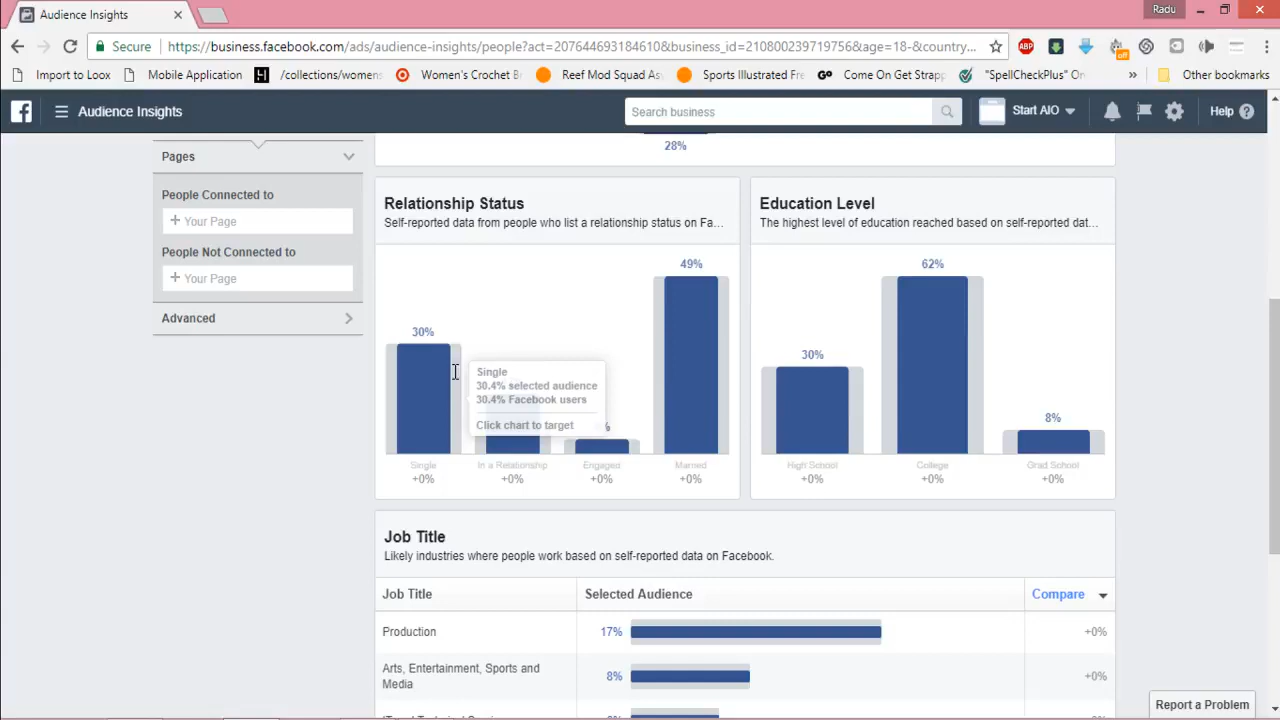 Audience Insights
Radu
Secure
https://business.facebook.com/ads/audience-insights/people?act=207644693184610&business_id=210800239719756&age=18-&country...
ABP
off
Import to Loox
Mobile Application
H
/collections/womens
Women's Crochet B
Reef Mod Squad As
Sports Illustrated Fre
GO
Come On Get Strapp
"SpellCheckPlus" On
»
Other bookmarks
Audience Insights
Search business
Start AIO
Help
Pages
People Connected to
+ Your Page
People Not Connected to
+ Your Page
Advanced
28%
Relationship Status
Self-reported data from people who list a relationship status on Fa...
49%
30%
Single
30.4% selected audience
30.4% Facebook users
Click chart to target
%
Single
In a Relationship
Engaged
Married
+0%
+0%
+0%
+0%
Education Level
The highest level of education reached based on self-reported dat...
62%
30%
8%
High School
College
Grad School
+0%
+0%
+0%
Job Title
Likely industries where people work based on self-reported data on Facebook.
Job Title
Selected Audience
Compare
Production
17%
+0%
Arts, Entertainment, Sports and
Media
8%
+0%
Report a Problem